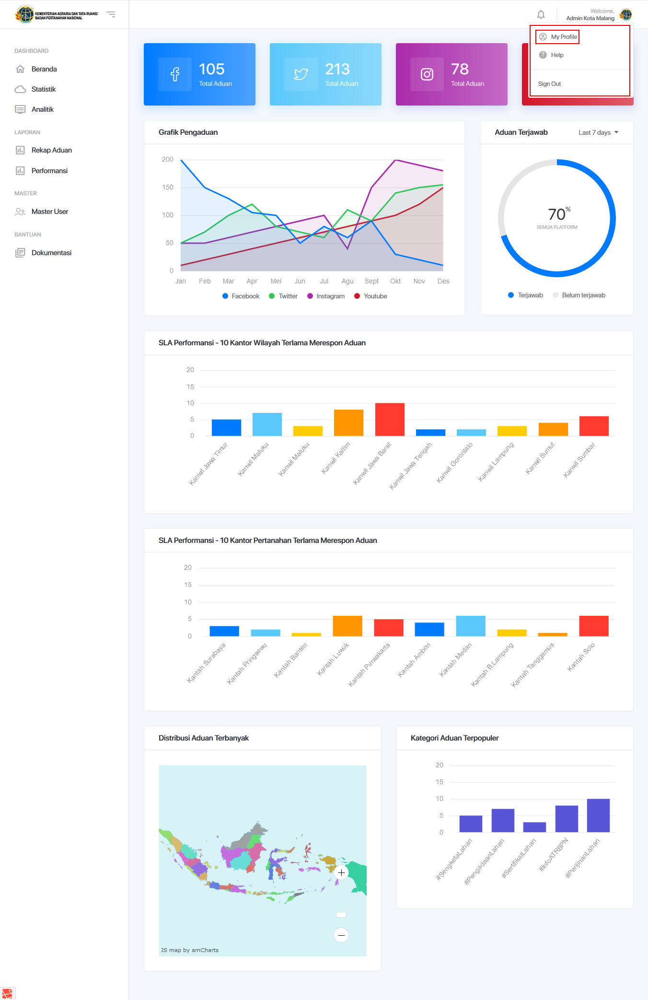 KEMENTERIAN AGRARIA DAN TATA RUANG/
BADAN PERTANAHAN NASIONAL
Welcome,
Admin Kota Malang
My Profile
Help
Sign Out
DASHBOARD
Beranda
Statistik
Analitik
LAPORAN
Rekap Aduan
Performansi
MASTER
Master User
BANTUAN
Dokumentasi
105
Total Aduan
213
Total Aduan
78
Total Aduan
Grafik Pengaduan
200
150
100
50
0
Jan Feb Mar Apr Mei Jun Jul Agu Sept Okt Nov Des
Facebook Twitter Instagram Youtube
Aduan Terjawab
Last 7 days
70%
SEMUA PLATFORM
Terjawab Belum terjawab
SLA Performansi - 10 Kantor Wilayah Terlama Merespon Aduan
20
15
10
5
0
Kanwil Jawa Timur
Kanwil Maluku
Kanwil Maluku
Kanwil Kaltim
Kanwil Jawa Barat
Kanwil Jawa Tengah
Kanwil Gorontalo
Kanwil Lampung
Kanwil Sumut
Kanwil Sumbar
SLA Performansi - 10 Kantor Pertanahan Terlama Merespon Aduan
20
15
10
5
0
Kantah Surabaya
Kantah Pringsewu
Kantah Banten
Kantah Luwuk
Kantah Purwakarta
Kantah Ambon
Kantah Medan
Kantah B.Lampung
Kantah Tanggamus
Kantah Solo
Distribusi Aduan Terbanyak
JS map by amCharts
Kategori Aduan Terpopuler
20
15
10
5
0
#SengketaLahan
#PengadaanLahan
#SertifikatLahan
#InfoATRBPN
#PerijinanLahan